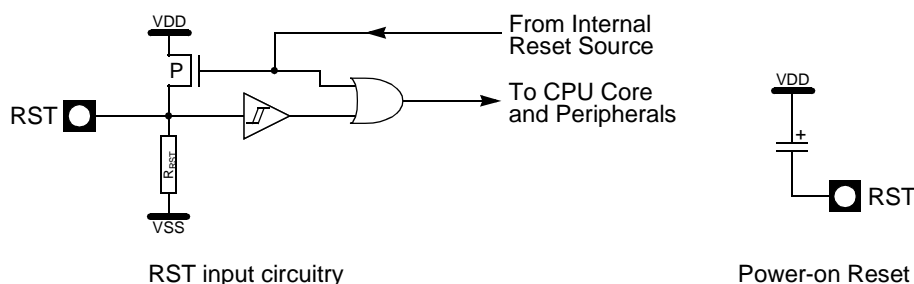 VDD
From Internal
Reset Source
P
To CPU Core
and Peripherals
RST
RRST
VSS
RST input circuitry
VDD
+
RST
Power-on Reset